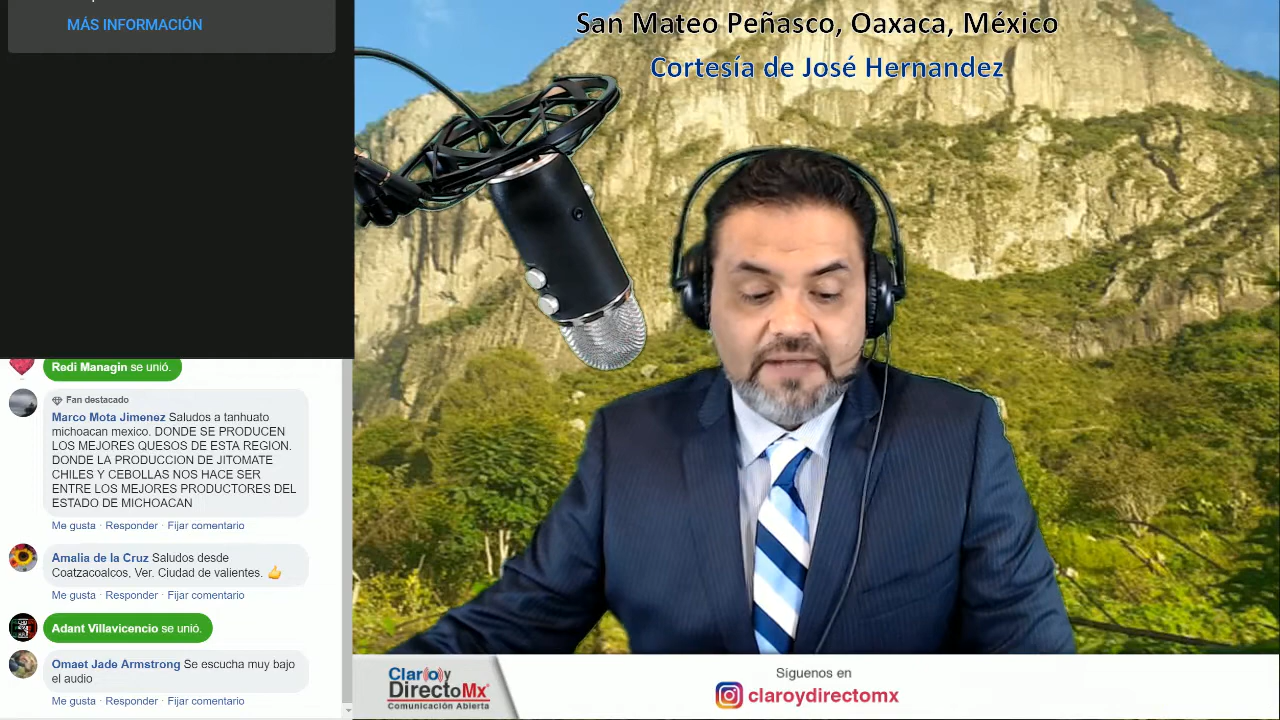 MÁS INFORMACIÓN
San Mateo Peñasco, Oaxaca, México
Cortesía de José Hernandez
Redi Managin se unió.
Fan destacado
Marco Mota Jimenez Saludos a tanhuato
michoacan mexico. DONDE SE PRODUCEN
LOS MEJORES QUESOS DE ESTA REGION.
DONDE LA PRODUCCION DE JITOMATE
CHILES Y CEBOLLAS NOS HACE SER
ENTRE LOS MEJORES PRODUCTORES DEL
ESTADO DE MICHOACAN
Me gusta · Responder · Fijar comentario
Amalia de la Cruz Saludos desde
Coatzacoalcos, Ver. Ciudad de valientes. 👍
Me gusta · Responder · Fijar comentario
Adant Villavicencio se unió.
Omaet Jade Armstrong Se escucha muy bajo
el audio
Me gusta · Responder · Fijar comentario
Claroy
DirectoMx
Comunicación Abierta
Síguenos en
claroydirectomx